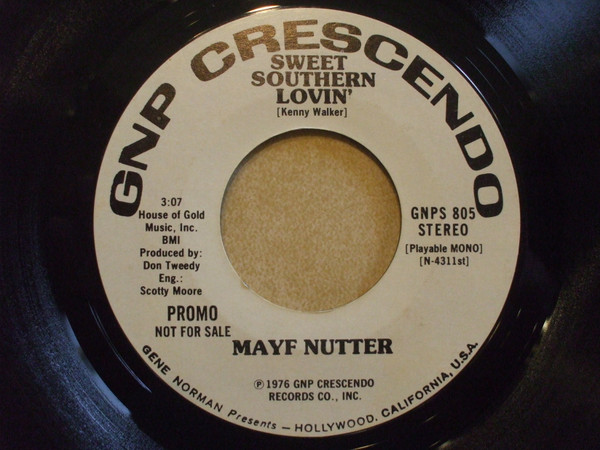 GNP CRESCENDO
SWEET
SOUTHERN
LOVIN'
[Kenny Walker]
3:07
House of Gold
Music, Inc.
BMI
Produced by:
Don Tweedy
Eng.:
Scotty Moore
GNPS 805
STEREO
[Playable MONO]
[N-4311st]
PROMO
NOT FOR SALE
MAYF NUTTER
℗ 1976 GNP CRESCENDO
RECORDS CO., INC.
GENE NORMAN Presents — HOLLYWOOD, CALIFORNIA, U.S.A.